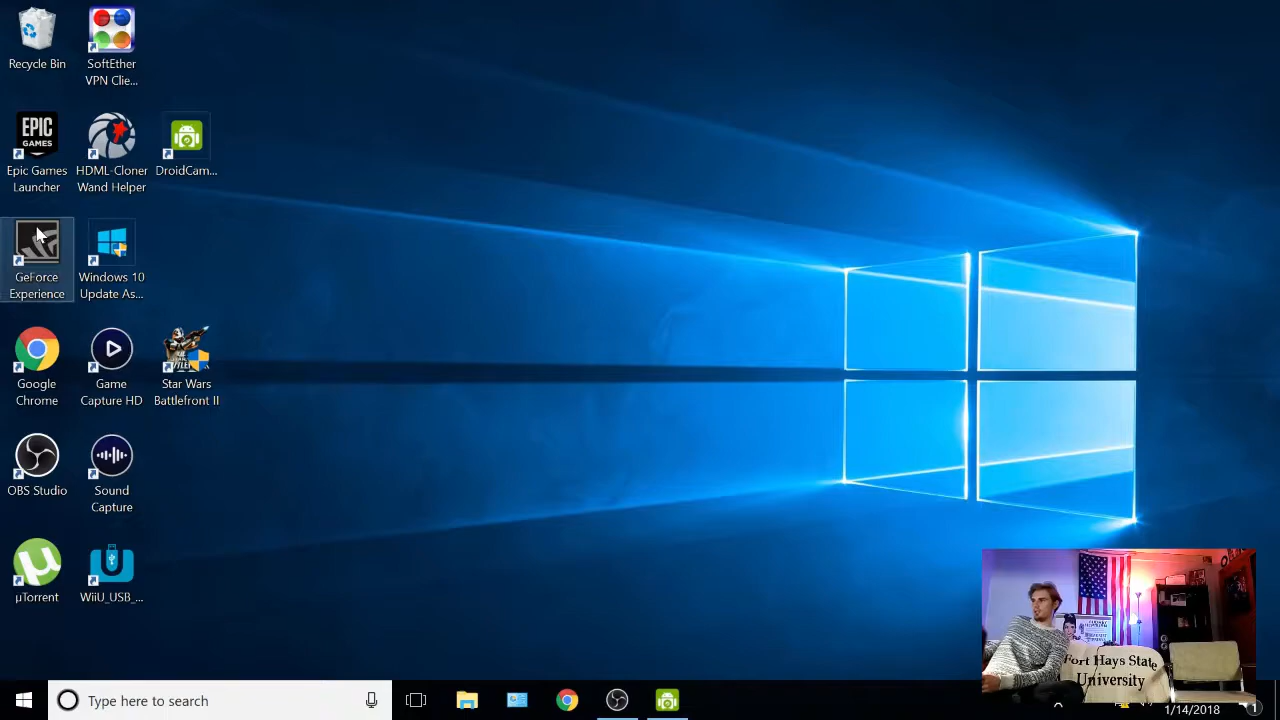 Recycle Bin
SoftEther
VPN Clie...
EPIC
GAMES
Epic Games
Launcher
HDML-Cloner
Wand Helper
DroidCam...
GeForce
Experience
Windows 10
Update As...
Google
Chrome
Game
Capture HD
Star Wars
Battlefront II
OBS Studio
Sound
Capture
µTorrent
WiiU_USB_...
Fort Hays State
University
Type here to search
1/14/2018
1